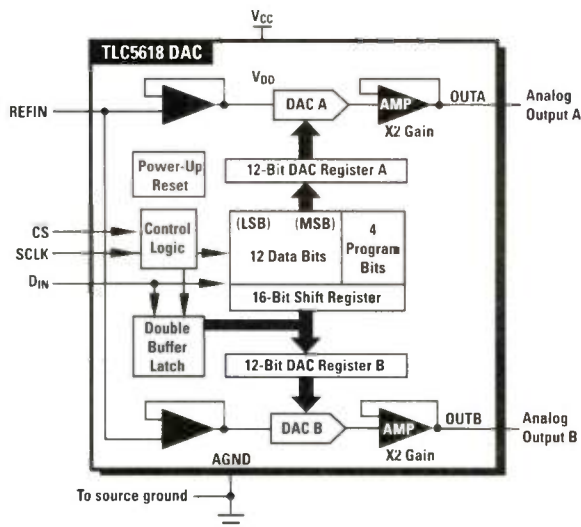 VCC
TLC5618 DAC
VDD
REFIN
DAC A
AMP
OUTA
Analog
Output A
X2 Gain
Power-Up
Reset
12-Bit DAC Register A
CS
SCLK
DIN
Control
Logic
(LSB) (MSB)
12 Data Bits
4
Program
Bits
16-Bit Shift Register
Double
Buffer
Latch
12-Bit DAC Register B
DAC B
AMP
OUTB
Analog
Output B
X2 Gain
AGND
To source ground